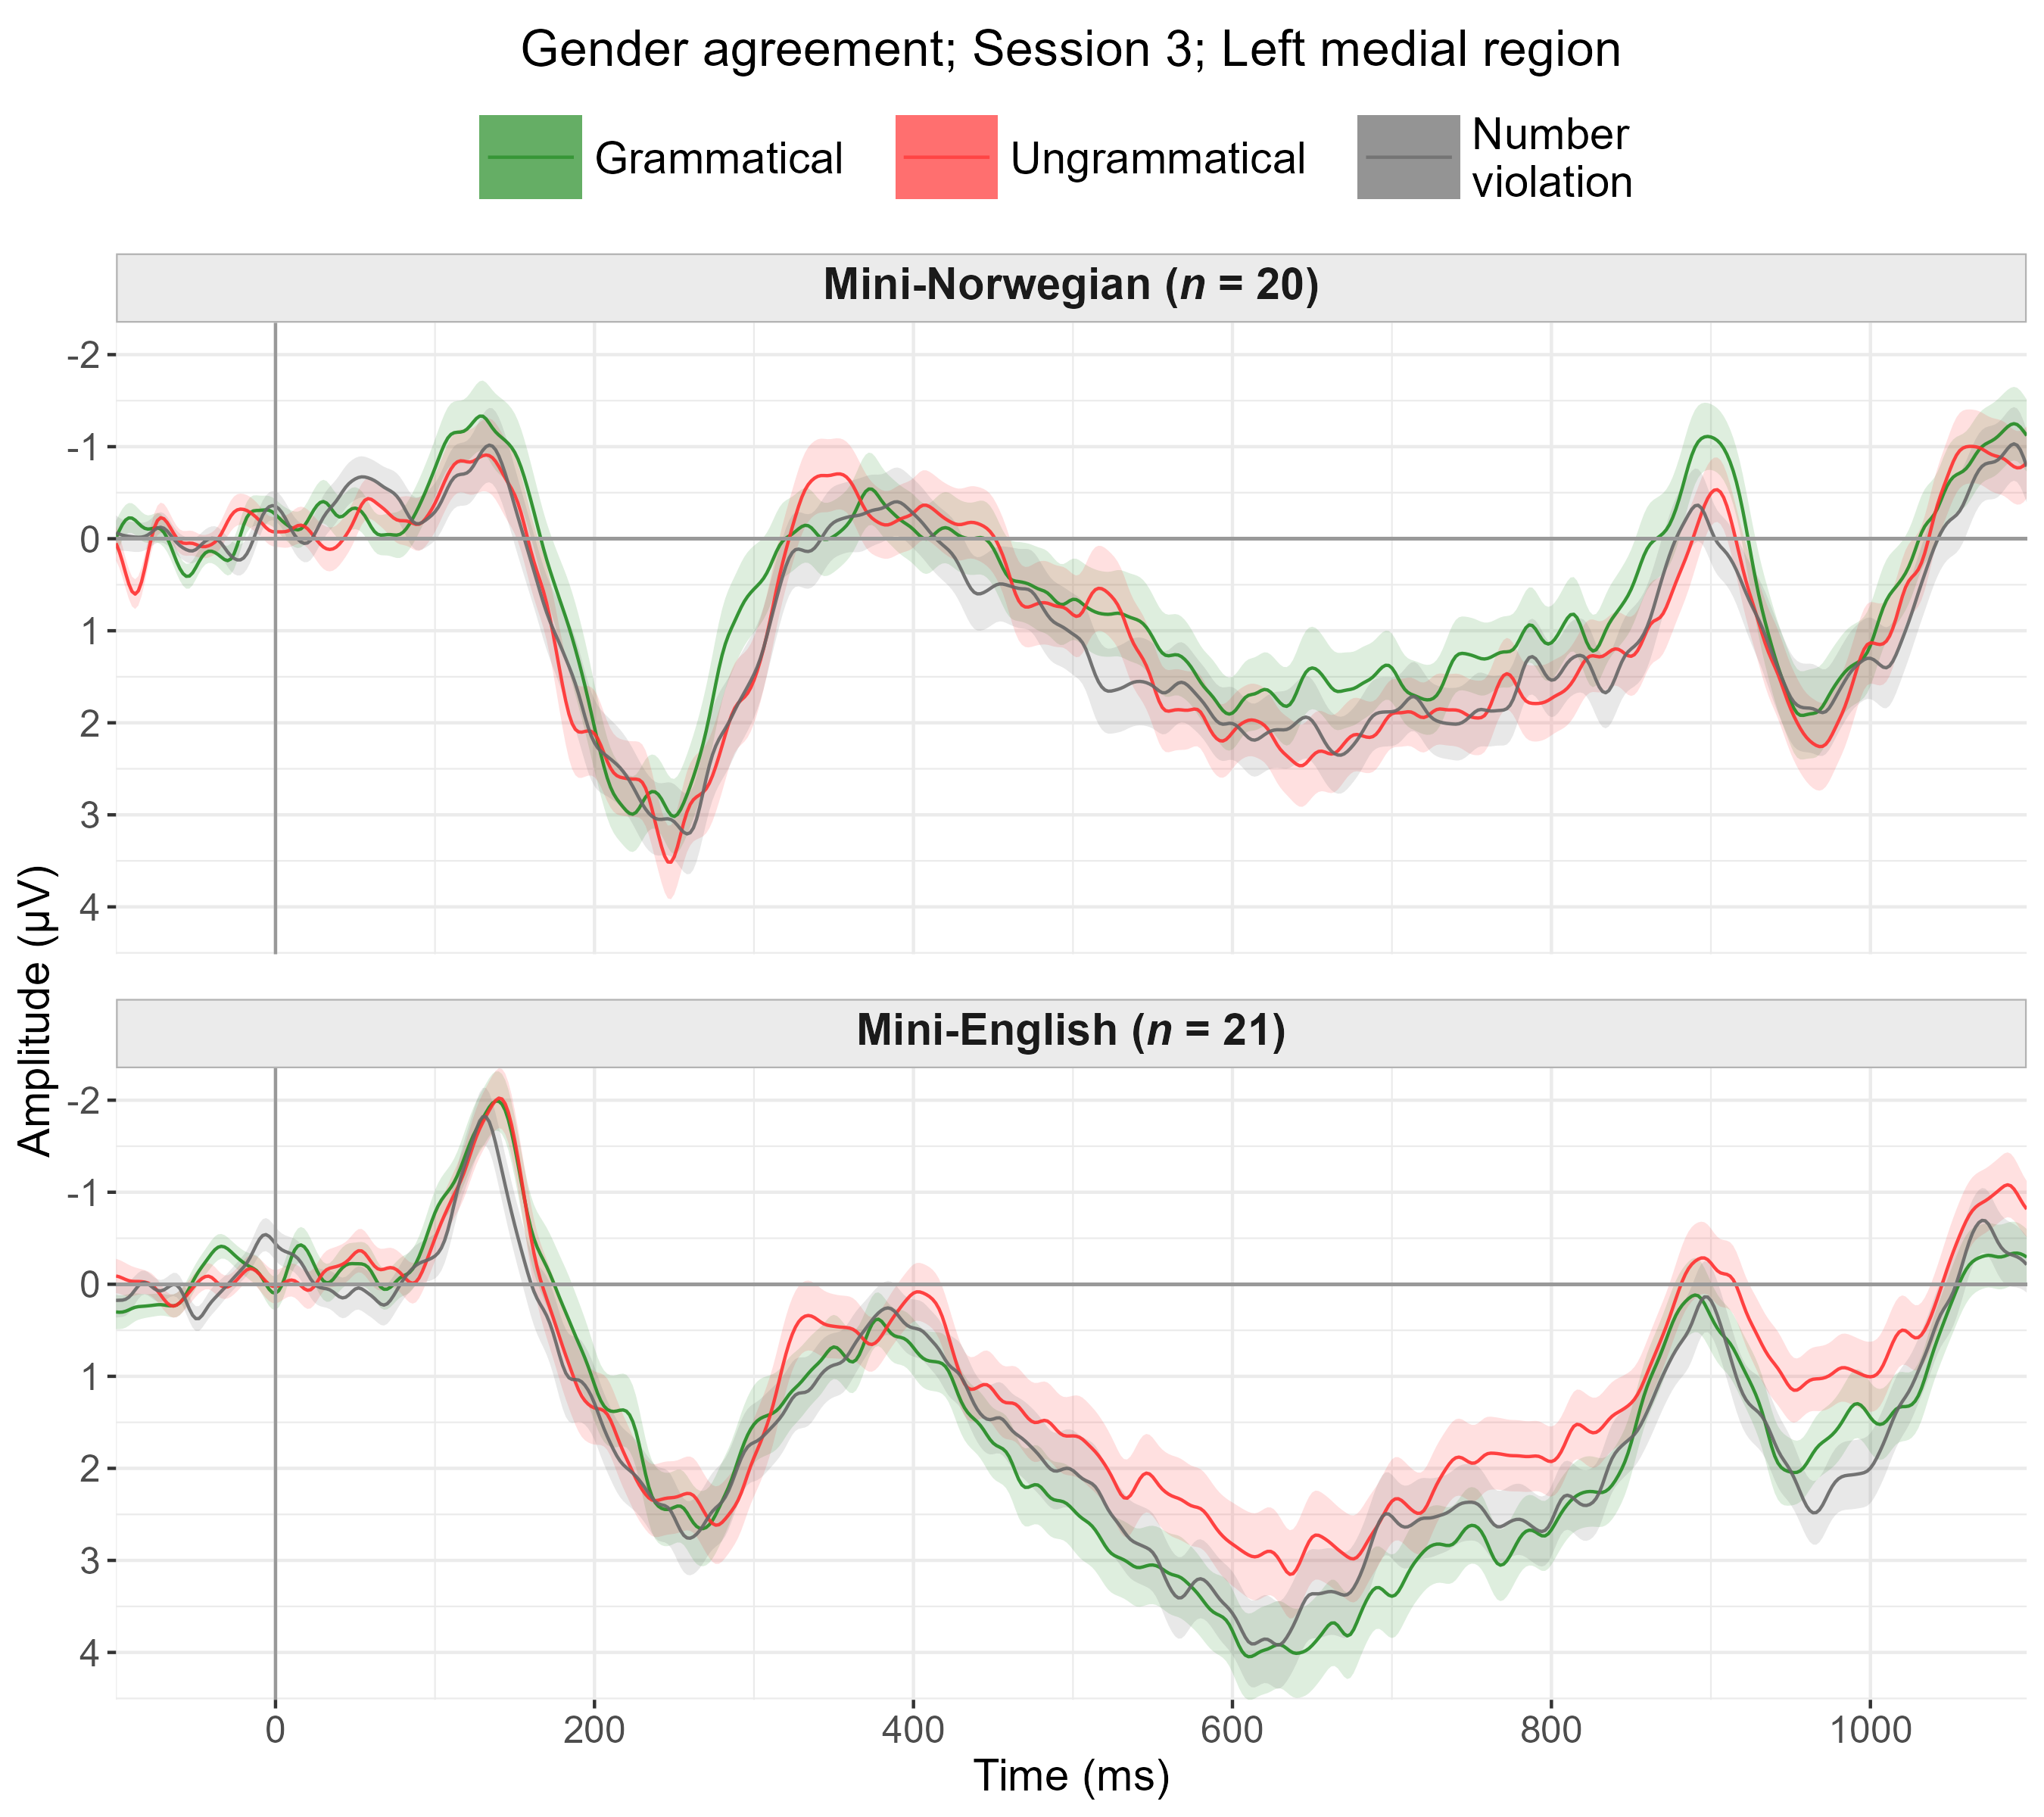 Gender agreement; Session 3; Left medial region
Grammatical
Ungrammatical
Number
violation
Mini-Norwegian (n = 20)
-2
-1
0
1
2
3
4
Mini-English (n = 21)
-2
-1
0
1
2
3
4
Amplitude (µV)
0 200 400 600 800 1000
Time (ms)